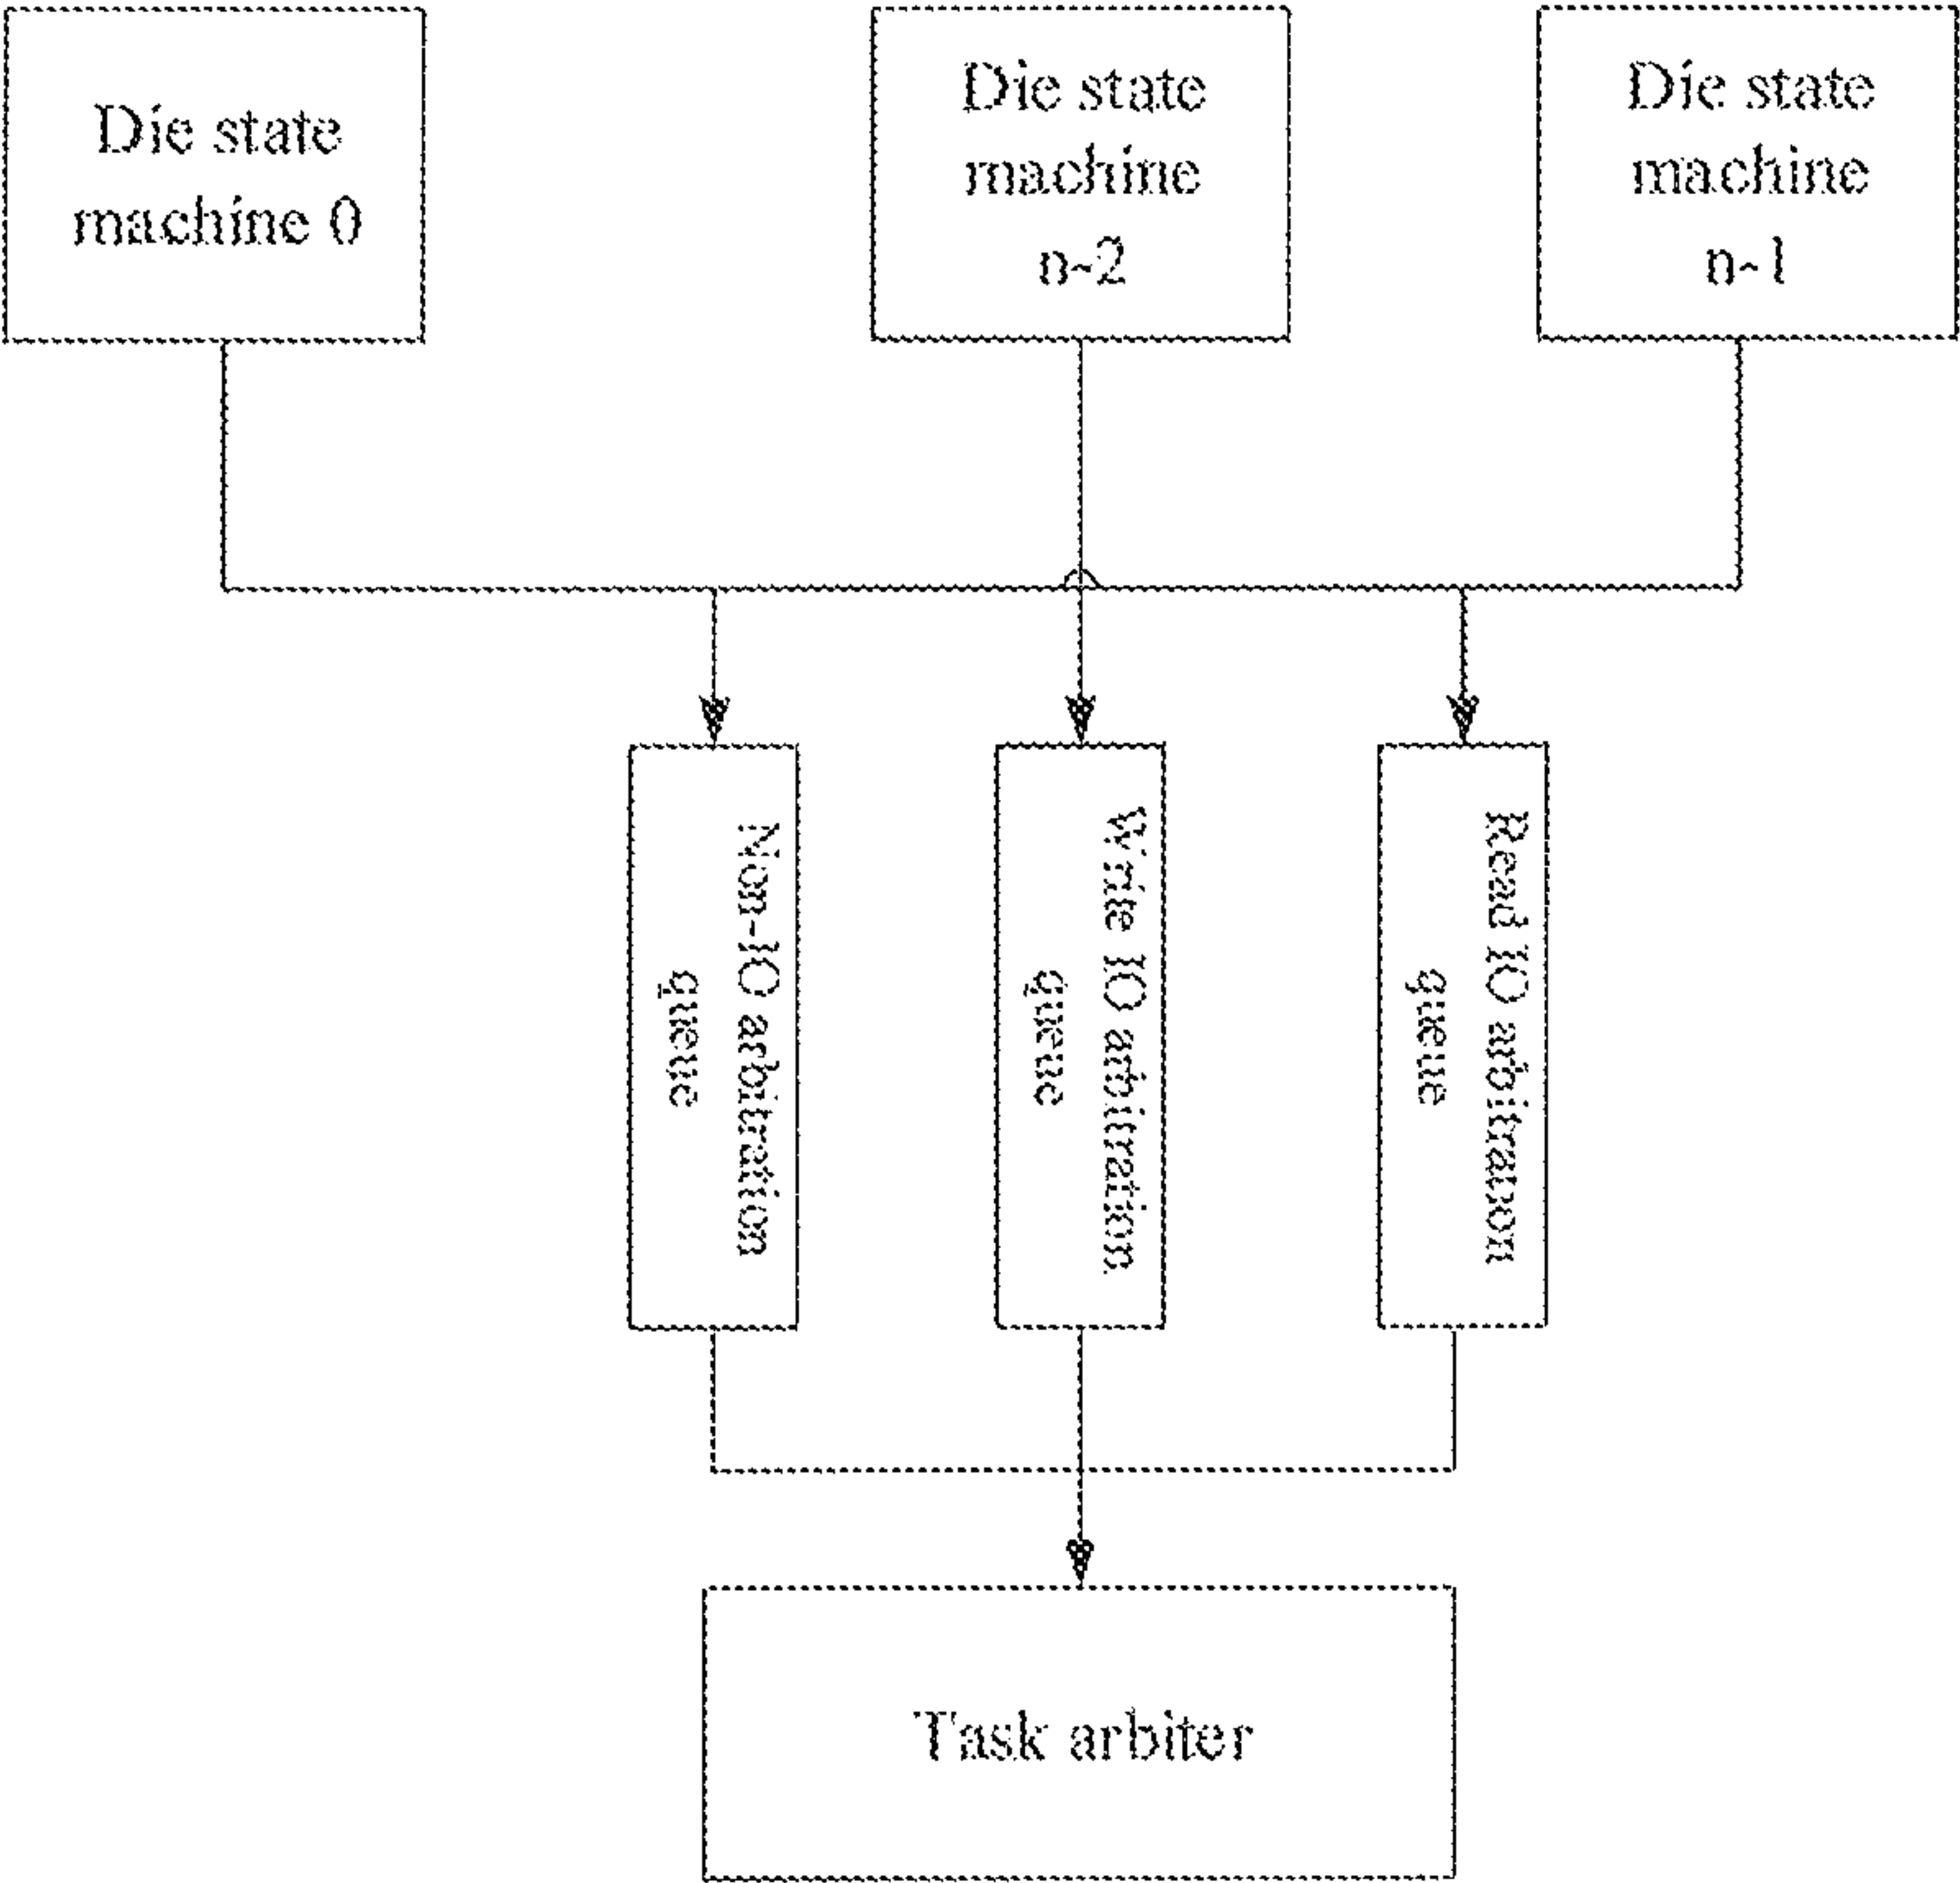 Die state
machine 0
Die state
machine
n-2
Die state
machine
n-1
Non-IO arbitration
queue
Write IO arbitration
queue
Read IO arbitration
queue
Task arbiter